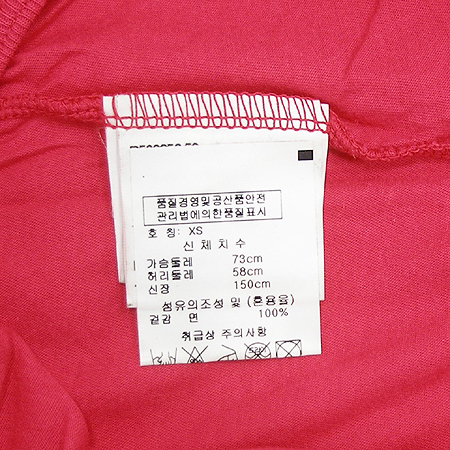 품질경영및공산품안전
관리법에의한품질표시
호 칭: XS
신 체 치 수
가슴둘레 73cm
허리둘레 58cm
신장 150cm
섬유의조성 및 (혼용율)
겉감 면 100%
취급상 주의사항